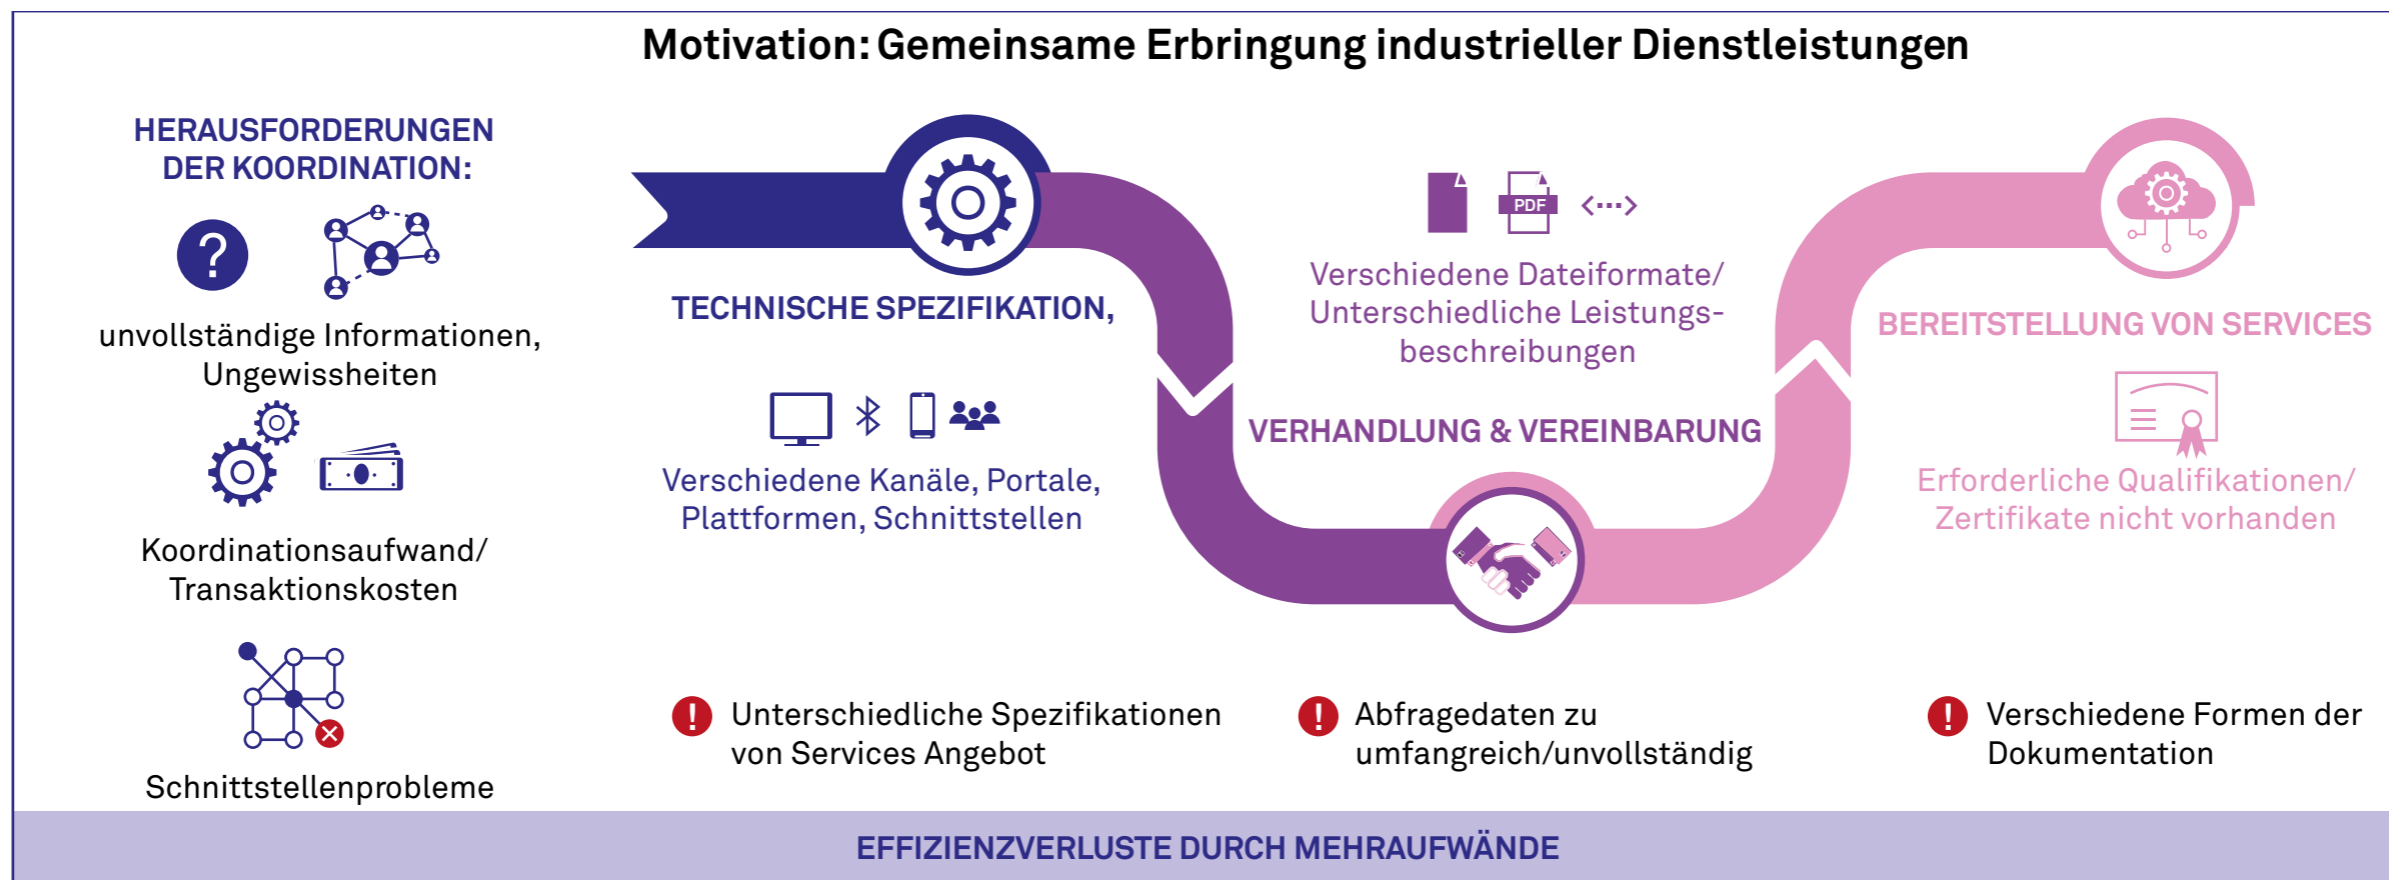 Motivation: Gemeinsame Erbringung industrieller Dienstleistungen
HERAUSFORDERUNGEN
DER KOORDINATION:
?
unvollständige Informationen,
Ungewissheiten
Koordinationsaufwand/
Transaktionskosten
Schnittstellenprobleme
TECHNISCHE SPEZIFIKATION,
Verschiedene Kanäle, Portale,
Plattformen, Schnittstellen
PDF
Verschiedene Dateiformate/
Unterschiedliche Leistungs-
beschreibungen
VERHANDLUNG & VEREINBARUNG
BEREITSTELLUNG VON SERVICES
Erforderliche Qualifikationen/
Zertifikate nicht vorhanden
! Unterschiedliche Spezifikationen
von Services Angebot
! Abfragedaten zu
umfangreich/unvollständig
! Verschiedene Formen der
Dokumentation
EFFIZIENZVERLUSTE DURCH MEHRAUFWÄNDE